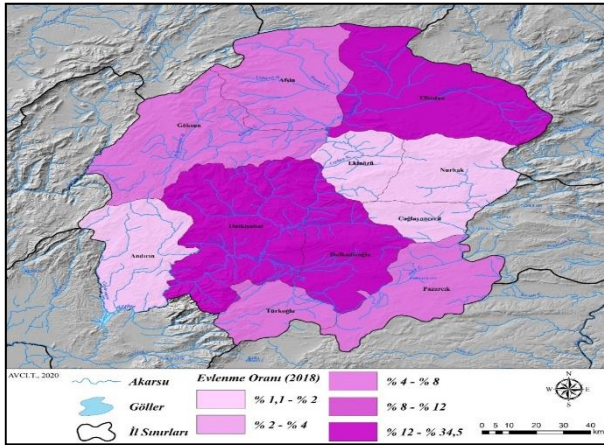 Afşin
Elbistan
Göksun
Ekinözü
Nurhak
Çağlayancerit
Onikişubat
Dulkadiroğlu
Andırın
Pazarcık
Türkoğlu
AVCI.T., 2020
Akarsu
Göller
İl Sınırları
Evlenme Oranı (2018)
% 1,1 - % 2
% 2 - % 4
% 4 - % 8
% 8 - % 12
% 12 - % 34,5
N
W
E
S
0
10
20
30
40
km